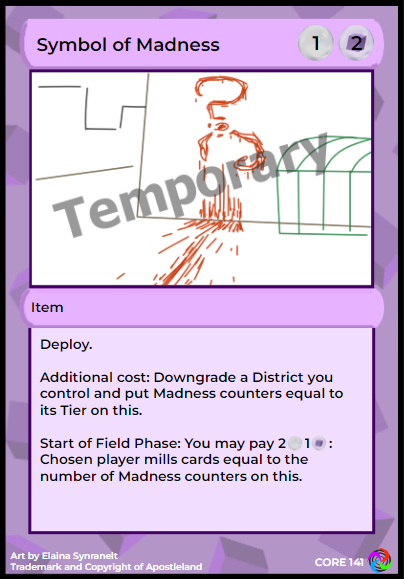 Symbol of Madness 1 2
Temporary
Item
Deploy.
Additional cost: Downgrade a District you
control and put Madness counters equal to
its Tier on this.
Start of Field Phase: You may pay 2 1 :
Chosen player mills cards equal to the
number of Madness counters on this.
Art by Elaina Synranelt
Trademark and Copyright of Apostleland
CORE 141